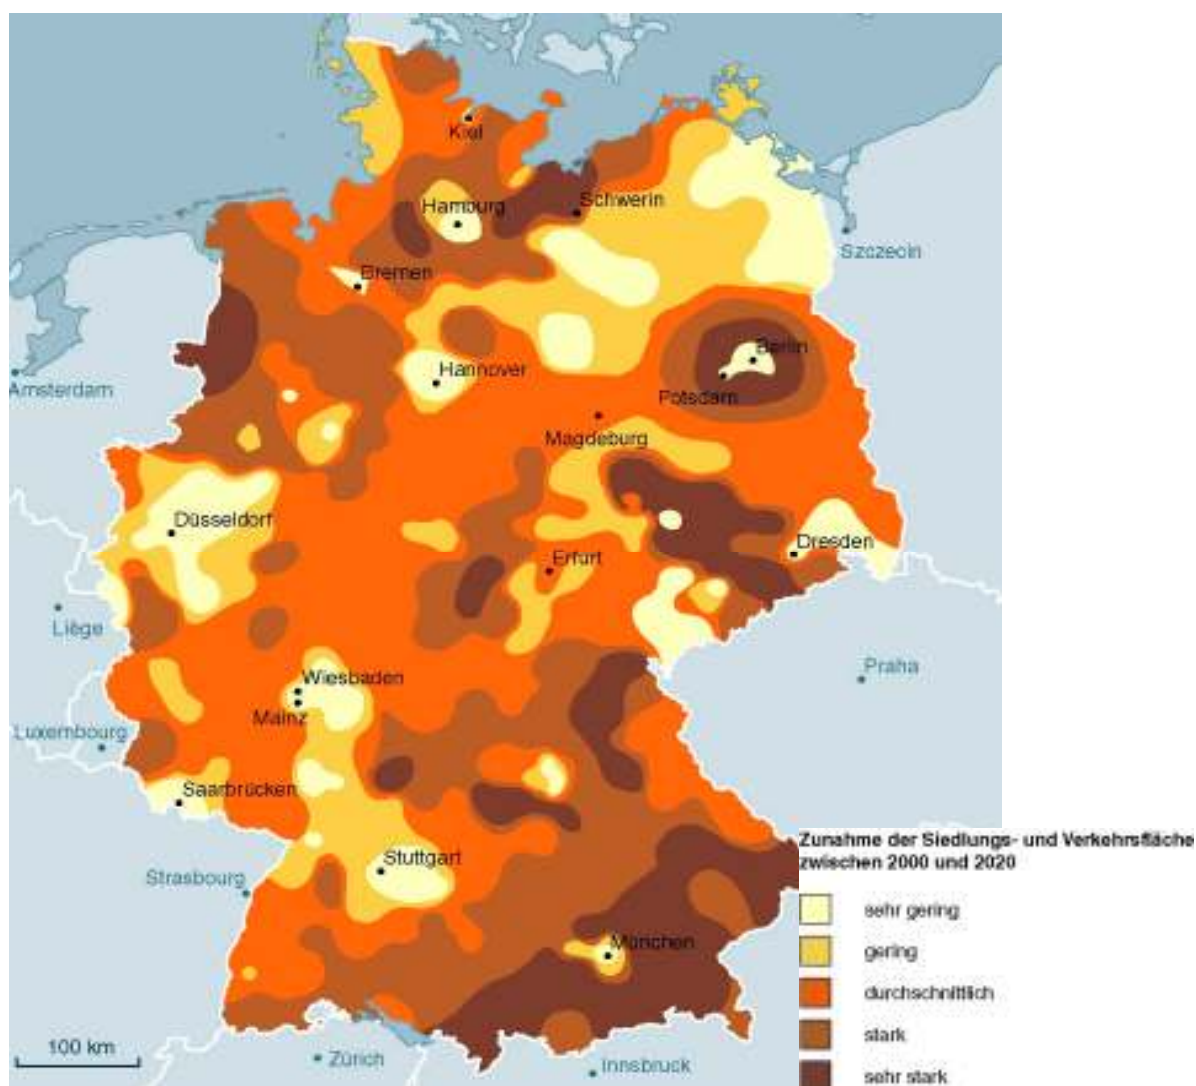 Kiel
Hamburg
Schwerin
Szczecin
Bremen
Berlin
Hannover
Potsdam
Amsterdam
Magdeburg
Düsseldorf
Dresden
Erfurt
Liège
Praha
Wiesbaden
Mainz
Luxembourg
Saarbrücken
Stuttgart
Strasbourg
München
100 km
Zürich
Innsbruck
Zunahme der Siedlungs- und Verkehrsfläche
zwischen 2000 und 2020
sehr gering
gering
durchschnittlich
stark
sehr stark